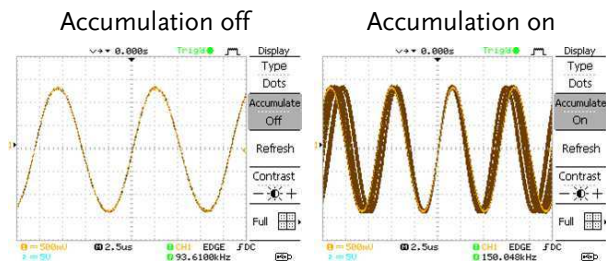 Accumulation off
Accumulation on
0.000s Trig'd Display
Type
Dots
Accumulate
Off
Refresh
Contrast
Full
500mV 2.5us CH1 EDGE DC
5V 93.6100kHz
0.000s Trig'd Display
Type
Dots
Accumulate
On
Refresh
Contrast
Full
500mV 2.5us CH1 EDGE DC
5V 150.048kHz